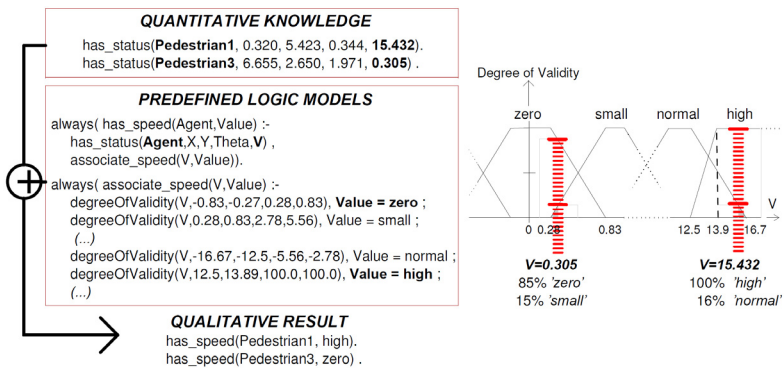 QUANTITATIVE KNOWLEDGE
has_status(Pedestrian1, 0.320, 5.423, 0.344, 15.432).
has_status(Pedestrian3, 6.655, 2.650, 1.971, 0.305) .
PREDEFINED LOGIC MODELS
always( has_speed(Agent,Value) :-
has_status(Agent,X,Y,Theta,V) ,
associate_speed(V,Value)).
always( associate_speed(V,Value) :-
degreeOfValidity(V,-0.83,-0.27,0.28,0.83), Value = zero ;
degreeOfValidity(V,0.28,0.83,2.78,5.56), Value = small ;
(...)
degreeOfValidity(V,-16.67,-12.5,-5.56,-2.78), Value = normal ;
degreeOfValidity(V,12.5,13.89,100.0,100.0), Value = high ;
(...)
QUALITATIVE RESULT
has_speed(Pedestrian1, high).
has_speed(Pedestrian3, zero) .
Degree of Validity
zero small normal high
0 0.28 0.83 12.5 13.9 16.7 V
V=0.305 V=15.432
85% 'zero' 100% 'high'
15% 'small' 16% 'normal'